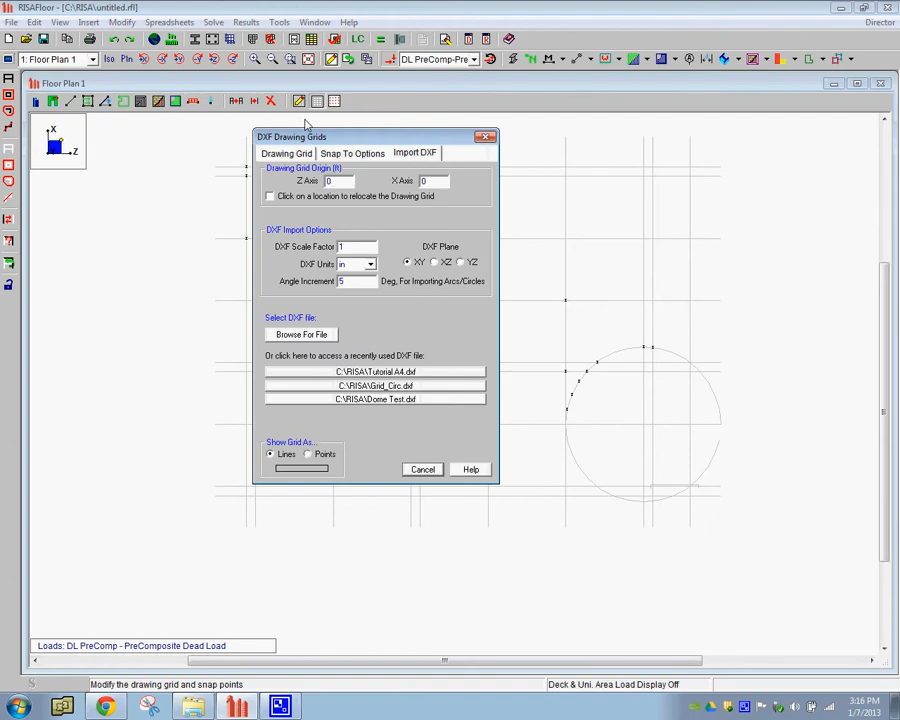 RISAFloor - [C:\RISA\untitled.rfl]
File Edit View Insert Modify Spreadsheets Solve Results Tools Window Help Director
1: Floor Plan 1 Iso Pln LC DL PreComp-Pre
Floor Plan 1
X
Z
DXF Drawing Grids
Drawing Grid Snap To Options Import DXF
Drawing Grid Origin (ft)
Z Axis 0 X Axis 0
Click on a location to relocate the Drawing Grid
DXF Import Options
DXF Scale Factor 1 DXF Plane
DXF Units in XY XZ YZ
Angle Increment 5 Deg, For Importing Arcs/Circles
Select DXF file:
Browse For File
Or click here to access a recently used DXF file:
C:\RISA\Tutorial A4.dxf
C:\RISA\Grid_Circ.dxf
C:\RISA\Dome Test.dxf
Show Grid As...
Lines Points
Cancel Help
Loads: DL PreComp - PreComposite Dead Load
S Modify the drawing grid and snap points Deck & Uni. Area Load Display Off
3:16 PM
1/7/2013